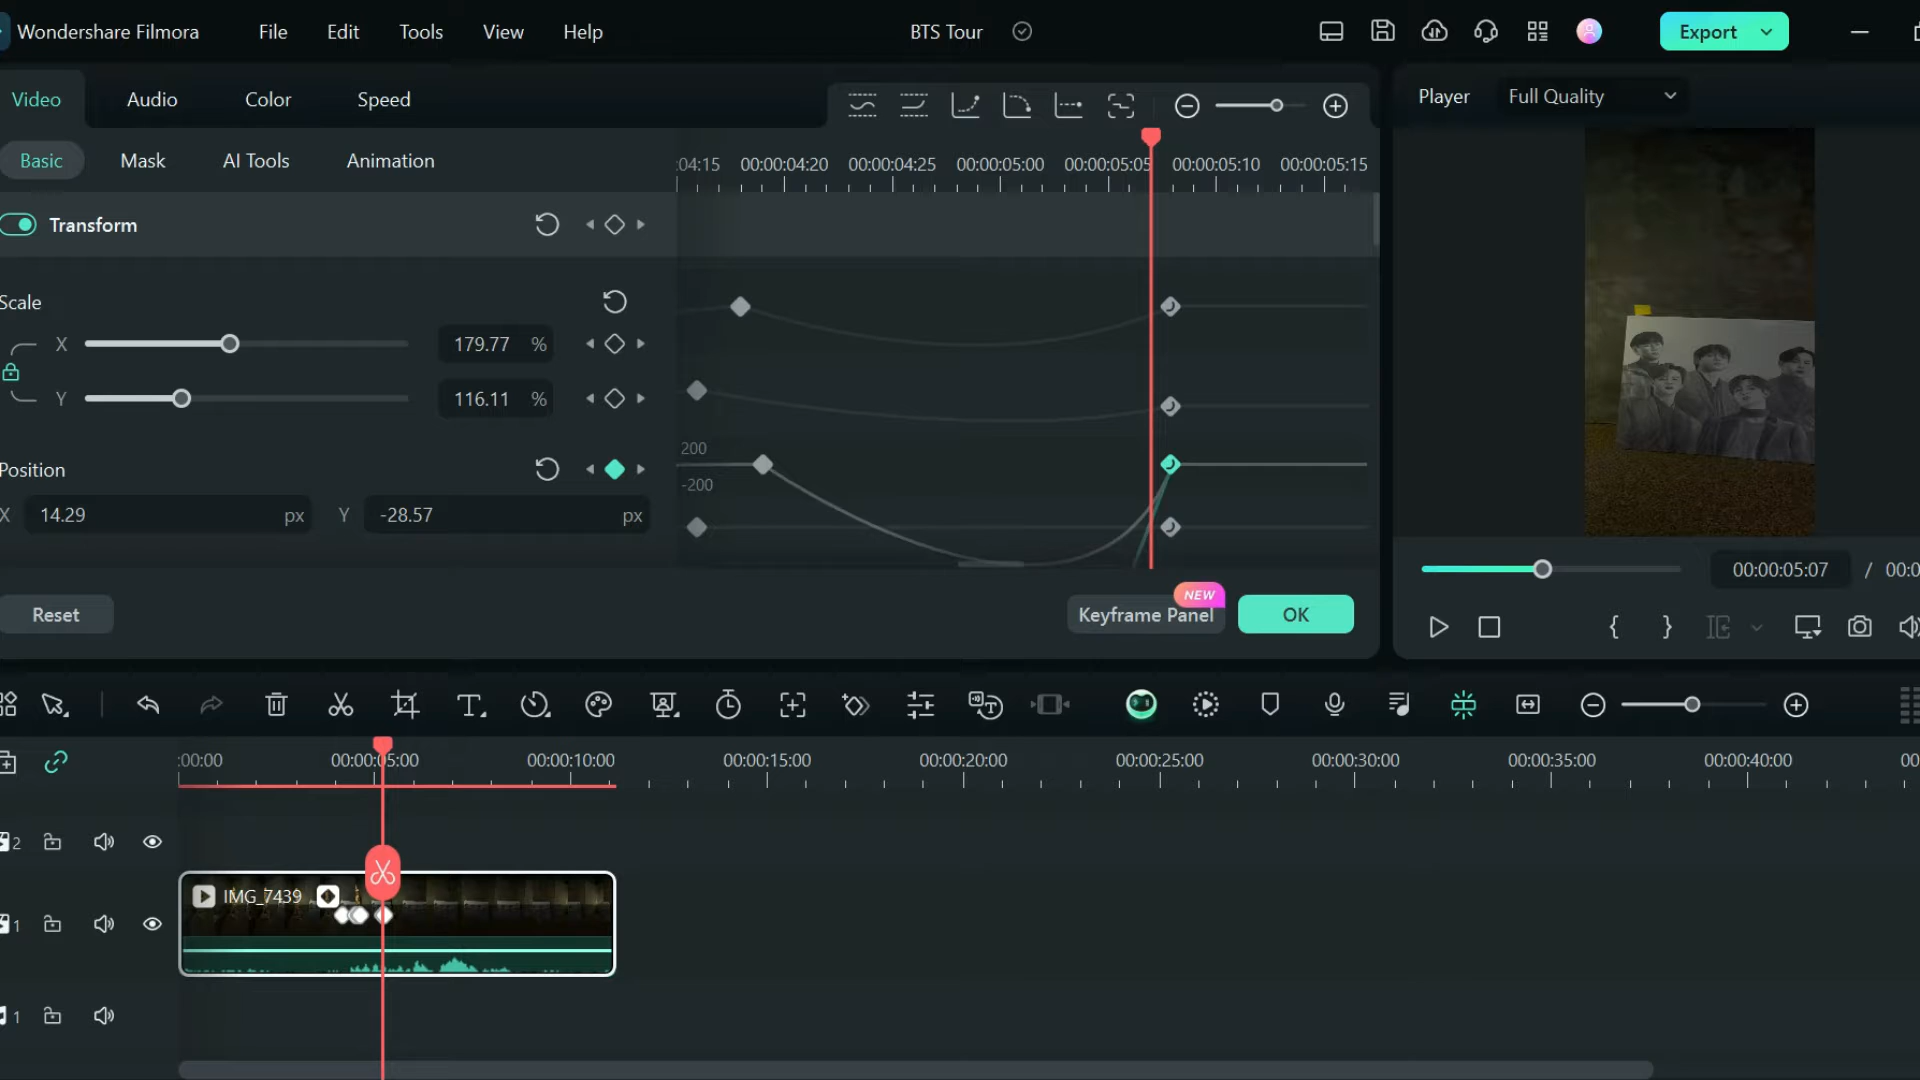 Wondershare Filmora File Edit Tools View Help BTS Tour Export
Video Audio Color Speed
Player Full Quality
Basic Mask AI Tools Animation
:04:15 00:00:04:20 00:00:04:25 00:00:05:00 00:00:05:05 00:00:05:10 00:00:05:15
Transform
Scale
X 179.77 %
Y 116.11 %
200
-200
Position
X 14.29 px Y -28.57 px
00:00:05:07 / 00:0
NEW
Reset Keyframe Panel OK
:00:00 00:00:05:00 00:00:10:00 00:00:15:00 00:00:20:00 00:00:25:00 00:00:30:00 00:00:35:00 00:00:40:00 00
2
IMG_7439
1
1